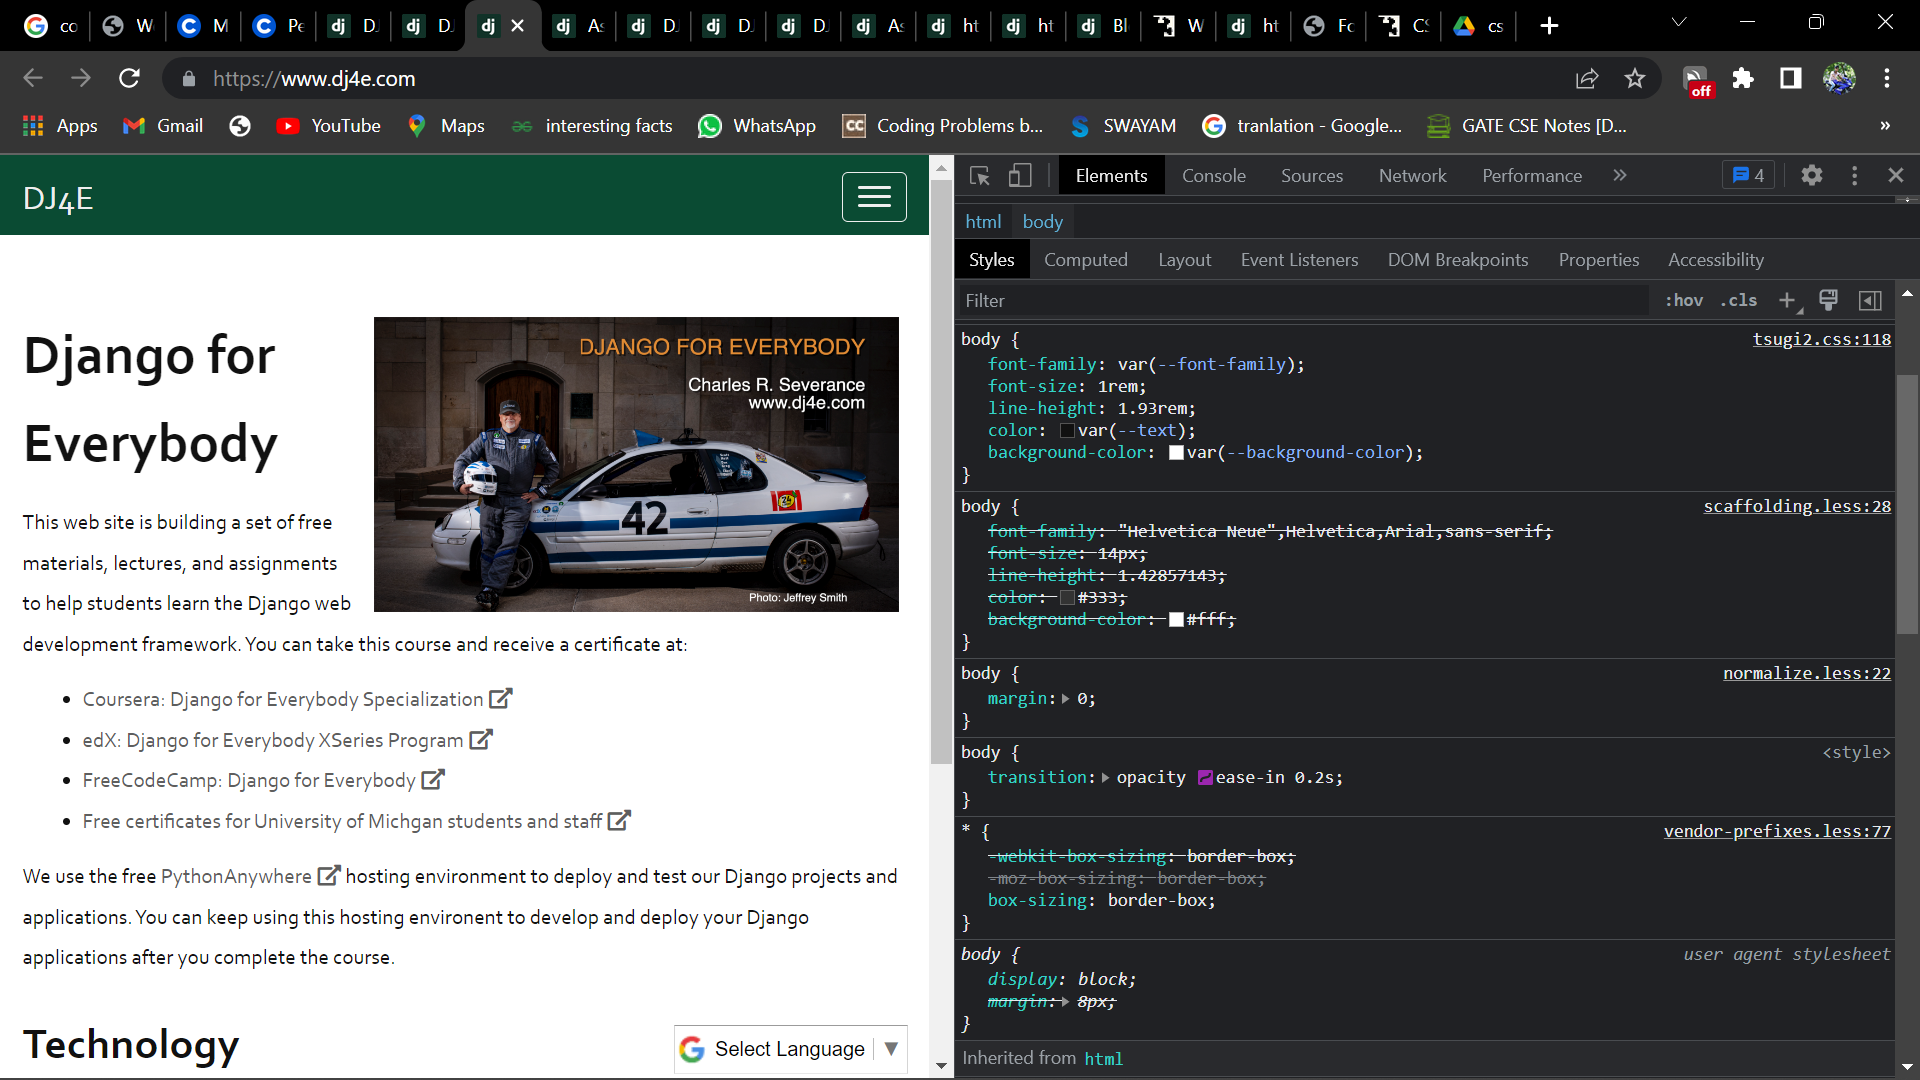 co W M Pe DJ DJ As DJ DJ DJ As ht ht Bl W ht Fo CS cs
https://www.dj4e.com
off
Apps Gmail YouTube Maps interesting facts WhatsApp CC Coding Problems b... SWAYAM tranlation - Google... GATE CSE Notes [D... »
DJ4E
Django for
Everybody
DJANGO FOR EVERYBODY
Charles R. Severance
www.dj4e.com
42
Photo: Jeffrey Smith
This web site is building a set of free
materials, lectures, and assignments
to help students learn the Django web
development framework. You can take this course and receive a certificate at:
Coursera: Django for Everybody Specialization
edX: Django for Everybody XSeries Program
FreeCodeCamp: Django for Everybody
Free certificates for University of Michgan students and staff
We use the free PythonAnywhere hosting environment to deploy and test our Django projects and
applications. You can keep using this hosting environent to develop and deploy your Django
applications after you complete the course.
Technology
Select Language ▼
Elements Console Sources Network Performance » 4
html body
Styles Computed Layout Event Listeners DOM Breakpoints Properties Accessibility
Filter :hov .cls +
body { tsugi2.css:118
font-family: var(--font-family);
font-size: 1rem;
line-height: 1.93rem;
color: var(--text);
background-color: var(--background-color);
}
body { scaffolding.less:28
font-family: "Helvetica Neue",Helvetica,Arial,sans-serif;
font-size: 14px;
line-height: 1.42857143;
color: #333;
background-color: #fff;
}
body { normalize.less:22
margin: 0;
}
body { <style>
transition: opacity ease-in 0.2s;
}
* { vendor-prefixes.less:77
-webkit-box-sizing: border-box;
-moz-box-sizing: border-box;
box-sizing: border-box;
}
body { user agent stylesheet
display: block;
margin: 8px;
}
Inherited from html